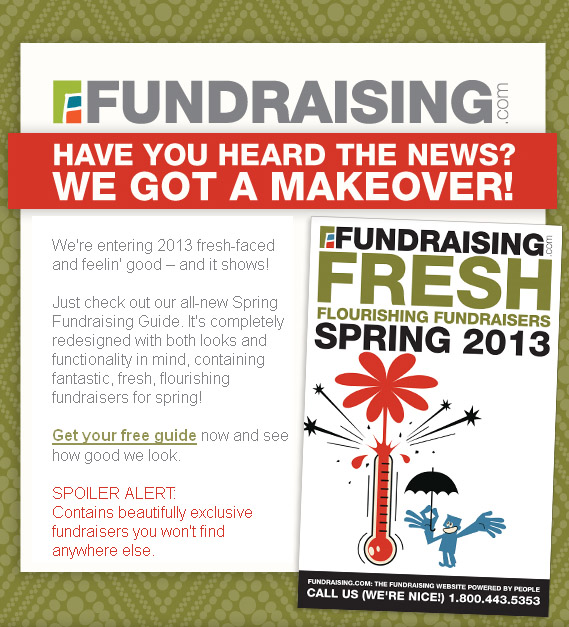 FUNDRAISING.com
HAVE YOU HEARD THE NEWS?
WE GOT A MAKEOVER!
We're entering 2013 fresh-faced
and feelin' good – and it shows!
Just check out our all-new Spring
Fundraising Guide. It's completely
redesigned with both looks and
functionality in mind, containing
fantastic, fresh, flourishing
fundraisers for spring!
Get your free guide now and see
how good we look.
SPOILER ALERT:
Contains beautifully exclusive
fundraisers you won't find
anywhere else.
FUNDRAISING.com
FRESH
FLOURISHING FUNDRAISERS
SPRING 2013
FUNDRAISING.COM: THE FUNDRAISING WEBSITE POWERED BY PEOPLE
CALL US (WE'RE NICE!) 1.800.443.5353